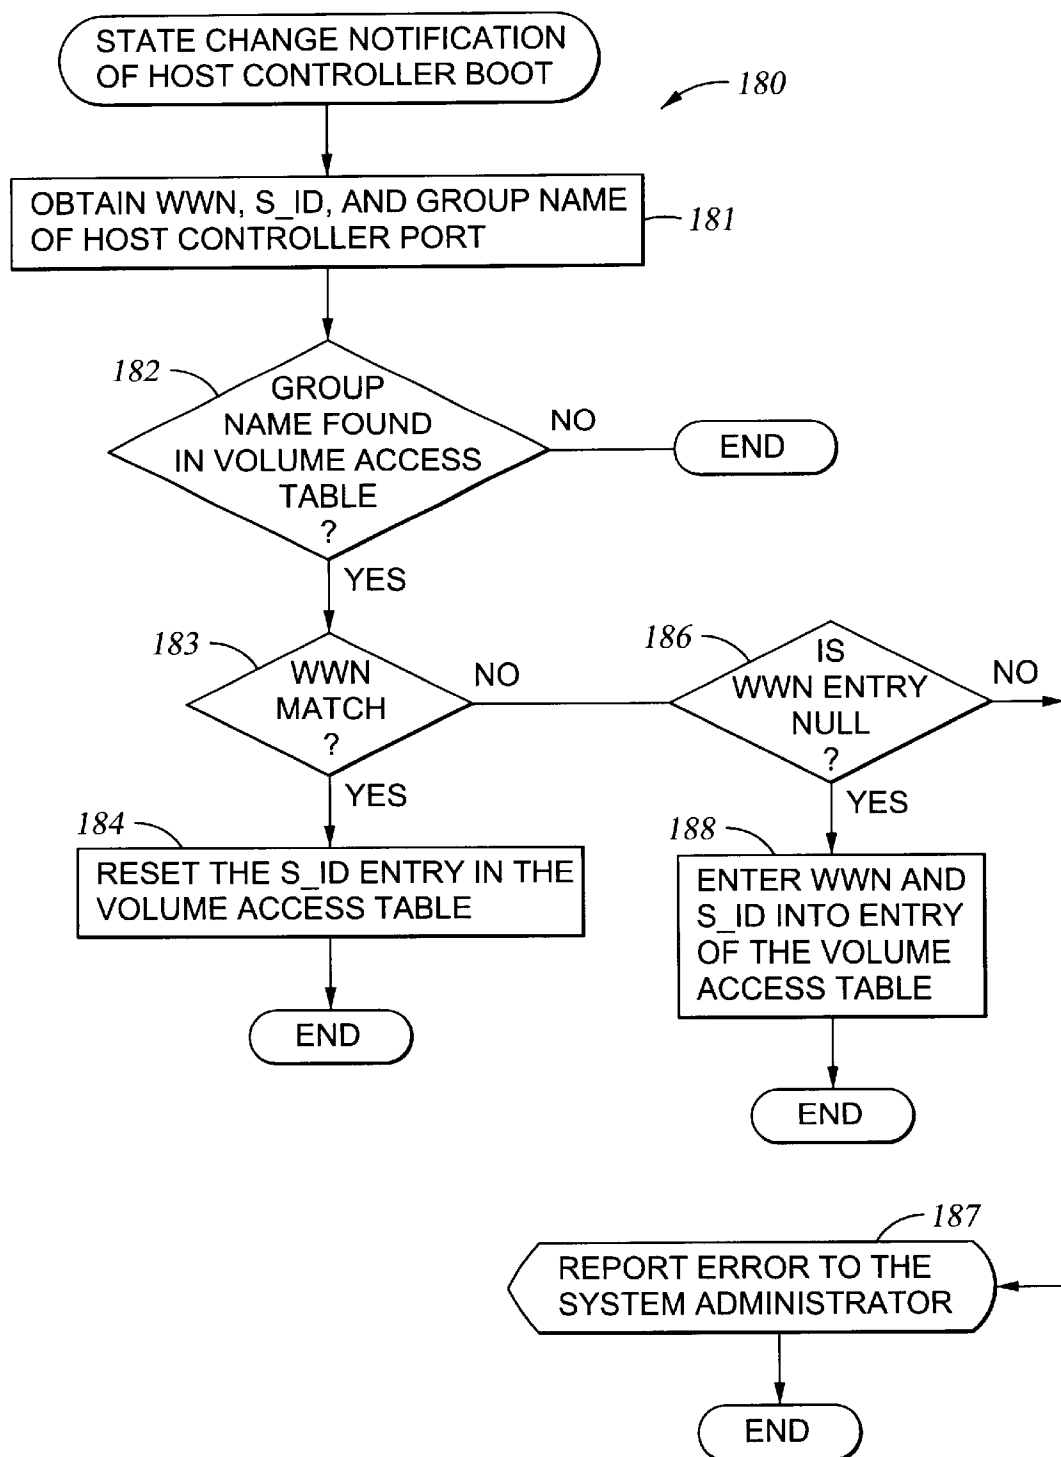 STATE CHANGE NOTIFICATION
OF HOST CONTROLLER BOOT
180
OBTAIN WWN, S_ID, AND GROUP NAME
OF HOST CONTROLLER PORT
181
182
GROUP
NAME FOUND
IN VOLUME ACCESS
TABLE
?
NO
END
YES
183
WWN
MATCH
?
NO
186
IS
WWN ENTRY
NULL
?
NO
YES
YES
184
RESET THE S_ID ENTRY IN THE
VOLUME ACCESS TABLE
END
188
ENTER WWN AND
S_ID INTO ENTRY
OF THE VOLUME
ACCESS TABLE
END
187
REPORT ERROR TO THE
SYSTEM ADMINISTRATOR
END